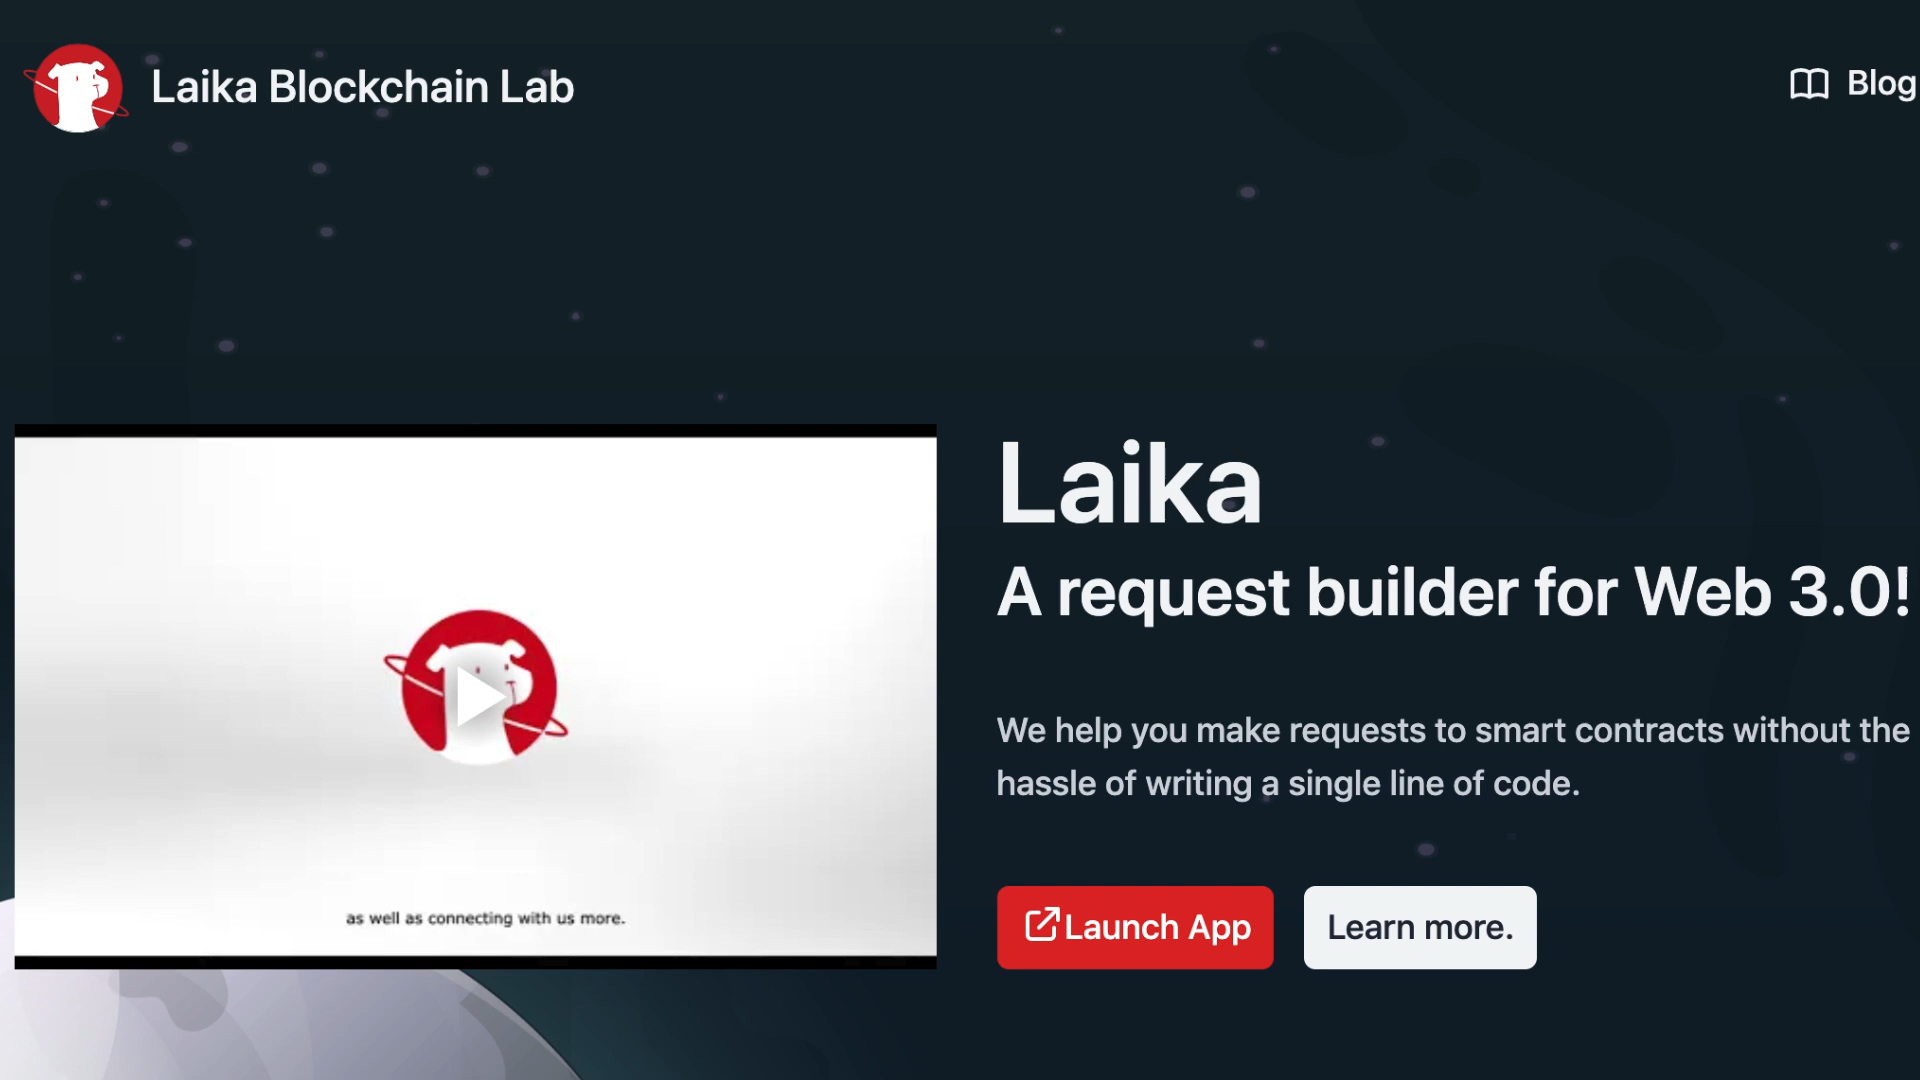 Laika Blockchain Lab
Blog
as well as connecting with us more.
Laika
A request builder for Web 3.0!
We help you make requests to smart contracts without the
hassle of writing a single line of code.
Launch App
Learn more.